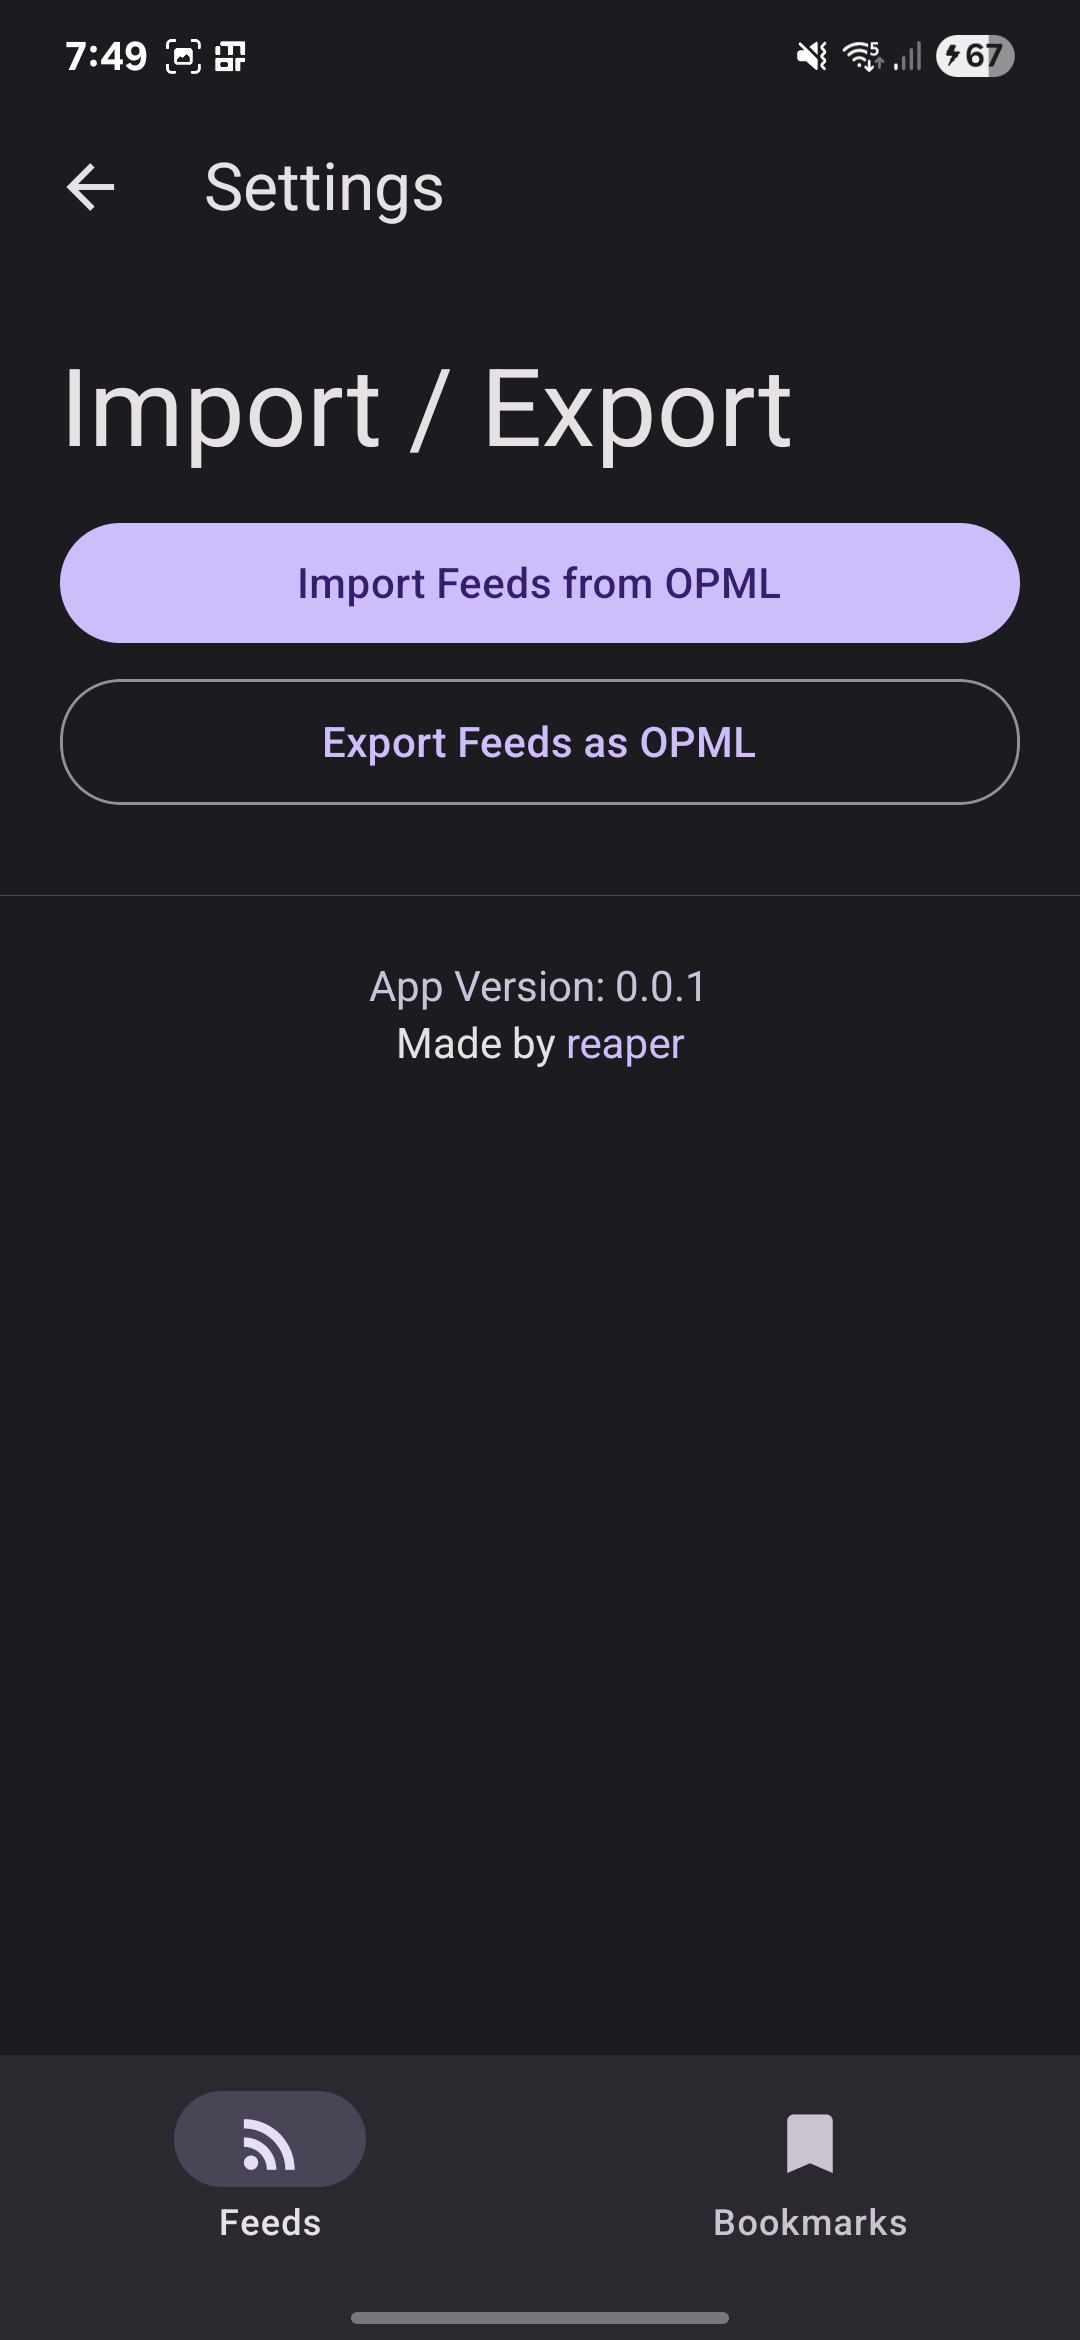 7:49
5
67
Settings
Import / Export
Import Feeds from OPML
Export Feeds as OPML
App Version: 0.0.1
Made by reaper
Feeds
Bookmarks